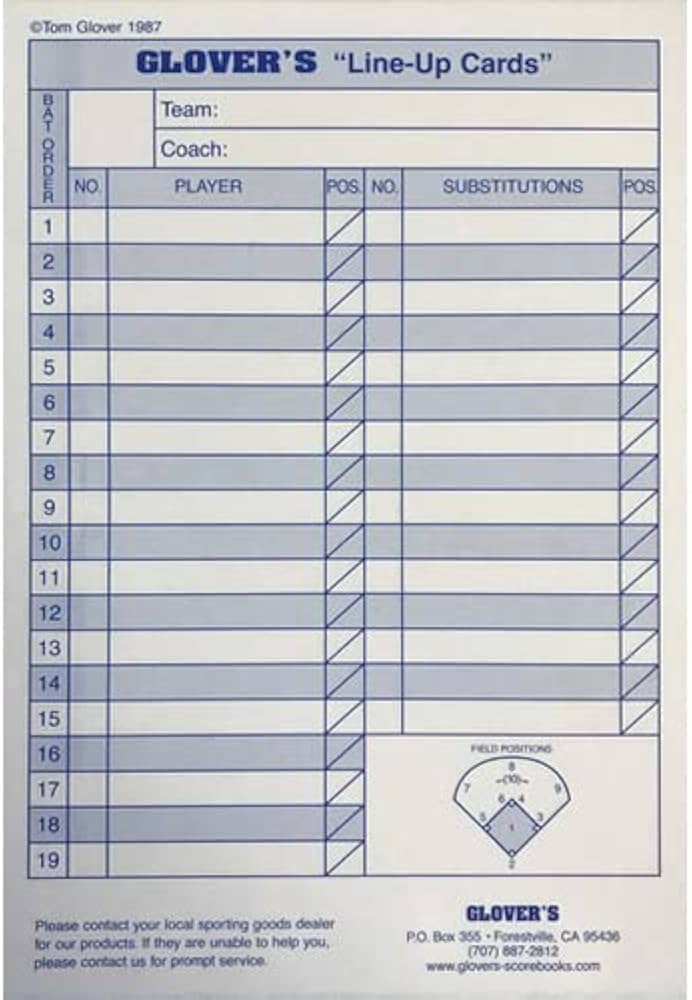 ©Tom Glover 1987
GLOVER'S "Line-Up Cards"
BAT ORDER
Team:
Coach:
NO. PLAYER POS. NO. SUBSTITUTIONS POS.
1
2
3
4
5
6
7
8
9
10
11
12
13
14
15
16
17
18
19
FIELD POSITIONS
8
(10)
7 9
6 4
5 3
1
2
Please contact your local sporting goods dealer
for our products. If they are unable to help you,
please contact us for prompt service.
GLOVER'S
P.O. Box 355 • Forestville, CA 95436
(707) 887-2812
www.glovers-scorebooks.com